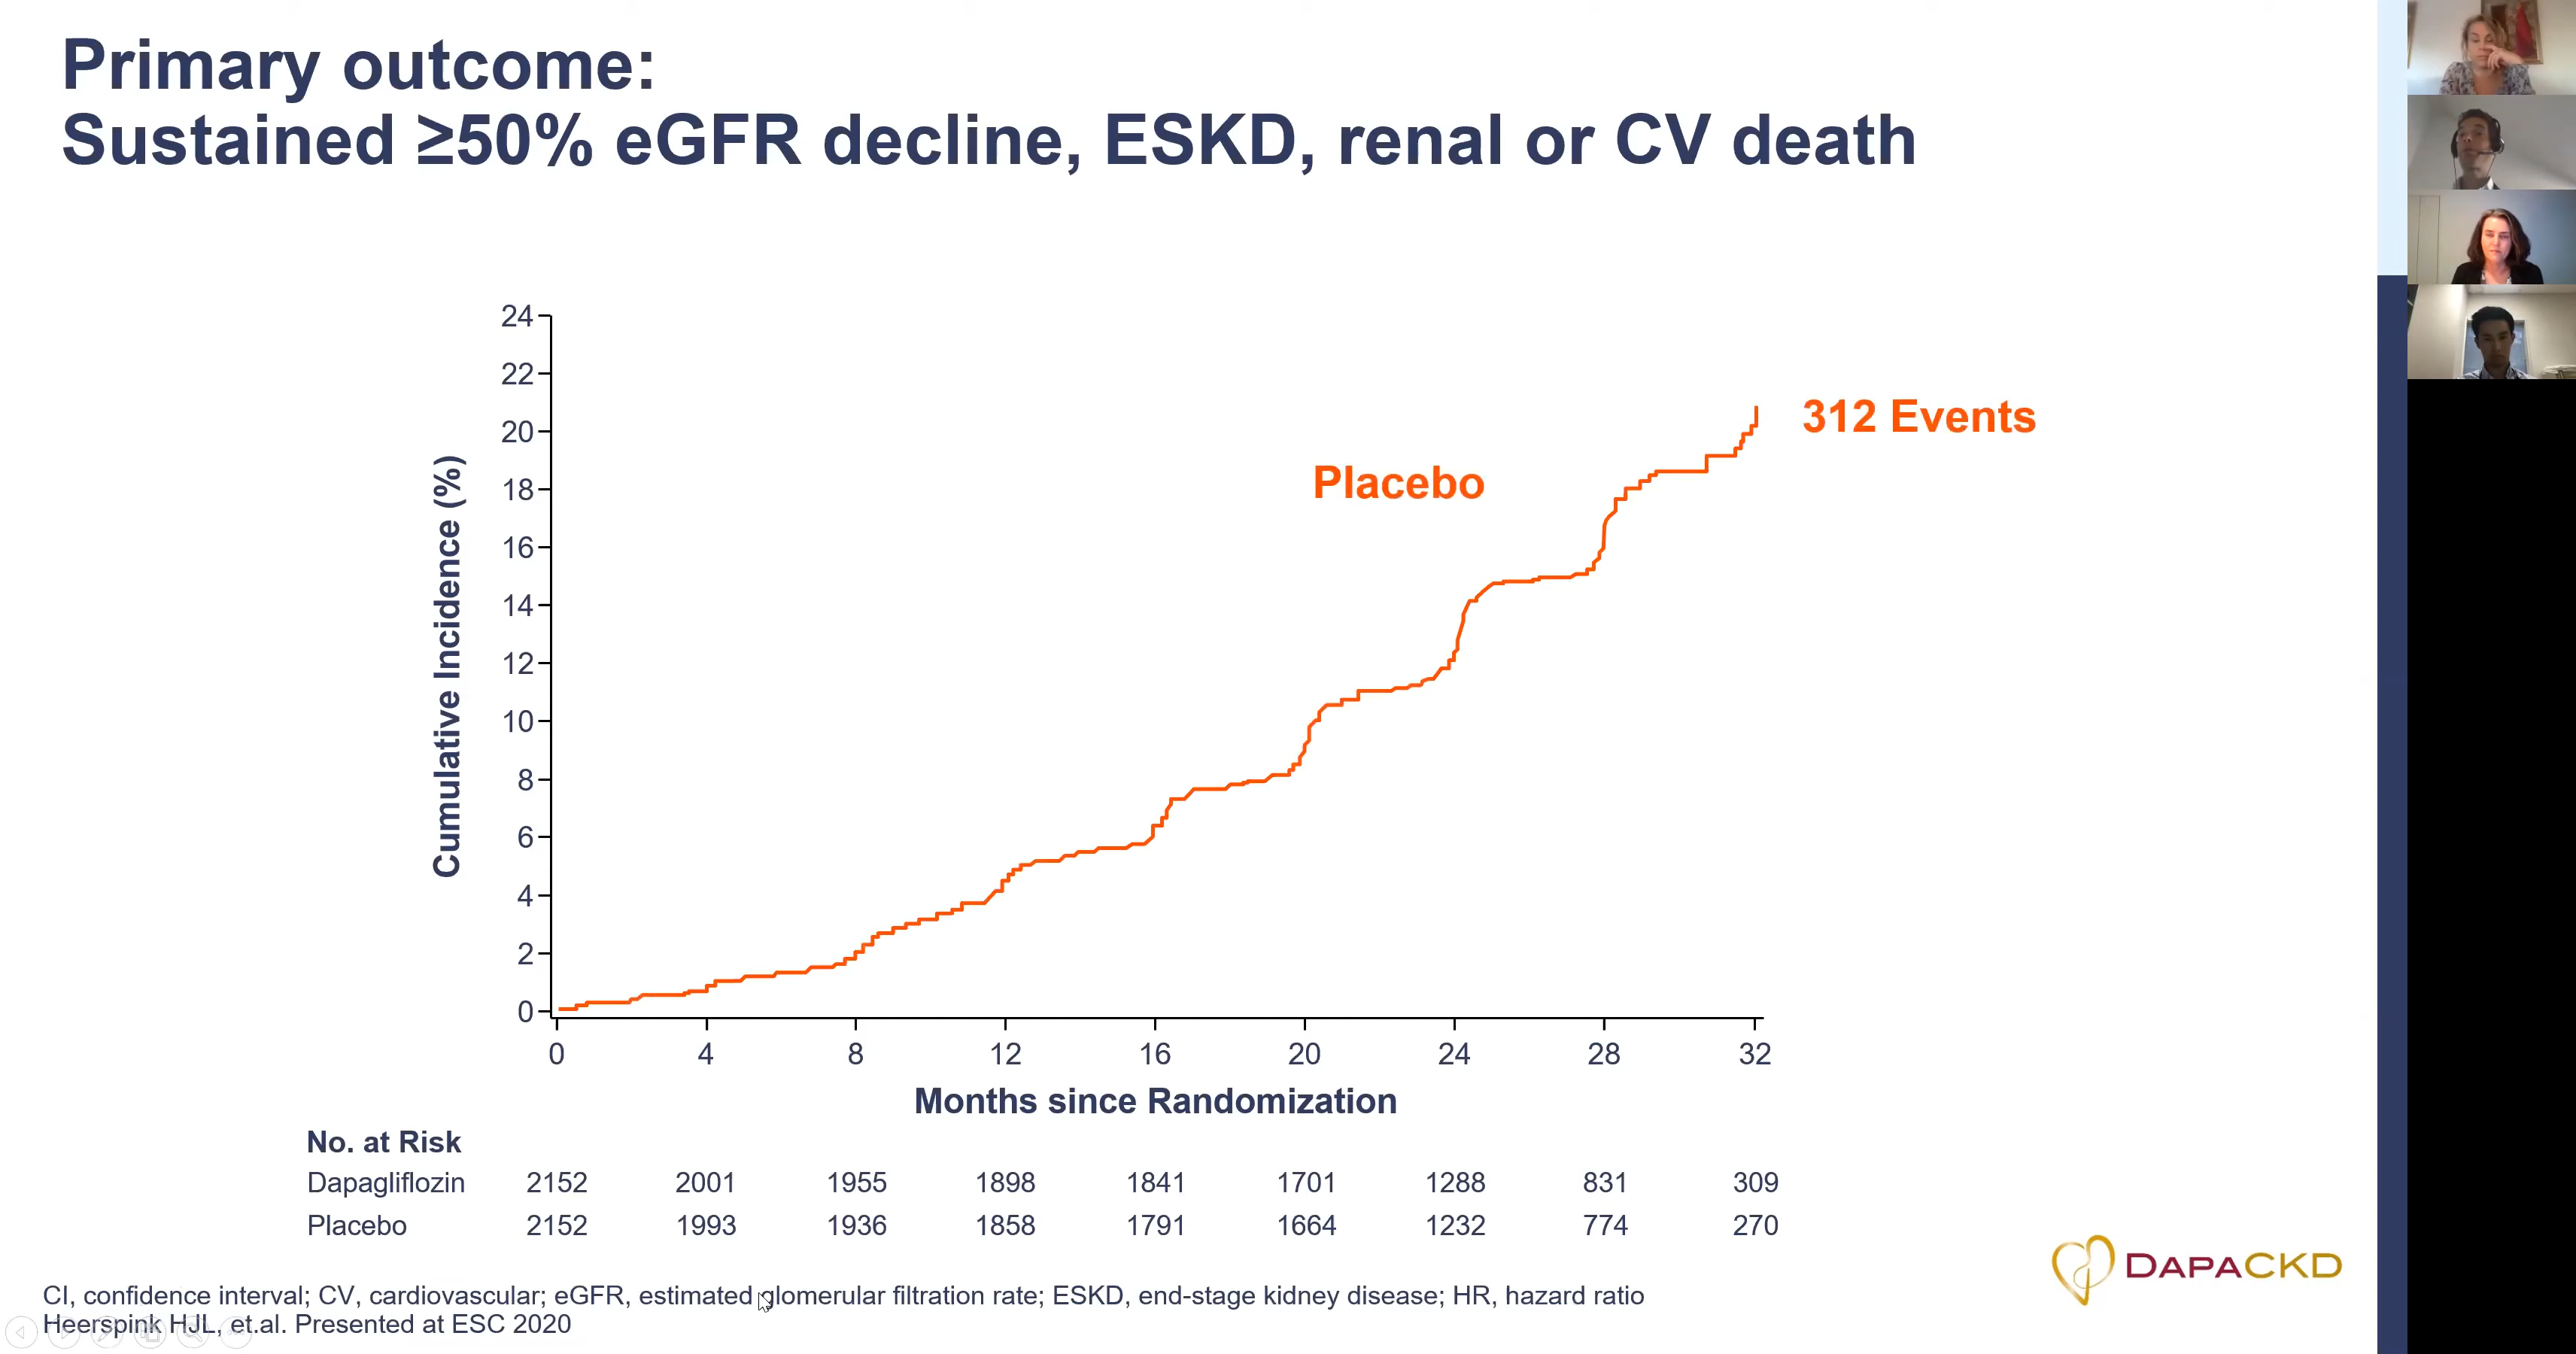 Primary outcome:
Sustained ≥50% eGFR decline, ESKD, renal or CV death
24
22
20
18
16
14
12
10
8
6
4
2
0
Cumulative Incidence (%)
Placebo
312 Events
0 4 8 12 16 20 24 28 32
Months since Randomization
No. at Risk
Dapagliflozin 2152 2001 1955 1898 1841 1701 1288 831 309
Placebo 2152 1993 1936 1858 1791 1664 1232 774 270
CI, confidence interval; CV, cardiovascular; eGFR, estimated glomerular filtration rate; ESKD, end-stage kidney disease; HR, hazard ratio
Heerspink HJL, et.al. Presented at ESC 2020
DAPACKD